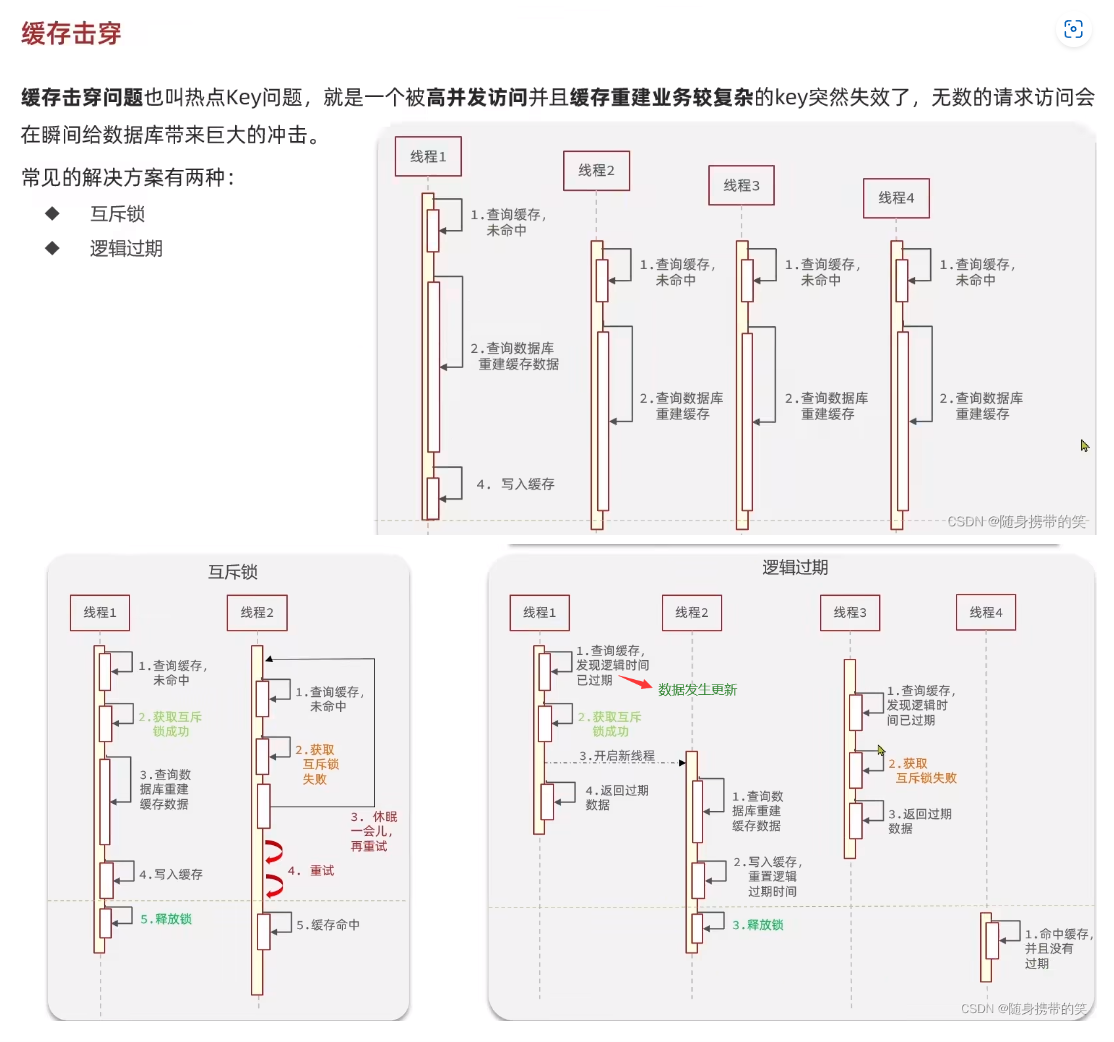 缓存击穿
缓存击穿问题也叫热点Key问题，就是一个被高并发访问并且缓存重建业务较复杂的key突然失效了，无数的请求访问会
在瞬间给数据库带来巨大的冲击。
常见的解决方案有两种：
◆ 互斥锁
◆ 逻辑过期
线程1
线程2
线程3
线程4
1.查询缓存，
未命中
2.查询数据库
重建缓存数据
4. 写入缓存
1.查询缓存，
未命中
2.查询数据库
重建缓存
1.查询缓存，
未命中
2.查询数据库
重建缓存
1.查询缓存，
未命中
2.查询数据库
重建缓存
CSDN @随身携带的笑
互斥锁
线程1
线程2
1.查询缓存，
未命中
2.获取互斥
锁成功
3.查询数
据库重建
缓存数据
4.写入缓存
5.释放锁
1.查询缓存，
未命中
2.获取
互斥锁
失败
3. 休眠
一会儿，
再重试
4. 重试
5.缓存命中
逻辑过期
线程1
线程2
线程3
线程4
1.查询缓存，
发现逻辑时间
已过期
数据发生更新
2.获取互斥
锁成功
3.开启新线程
4.返回过期
数据
1.查询数
据库重建
缓存数据
2.写入缓存，
重置逻辑
过期时间
3.释放锁
1.查询缓存，
发现逻辑时
间已过期
2.获取
互斥锁失败
3.返回过期
数据
1.命中缓存，
并且没有
过期
CSDN @随身携带的笑